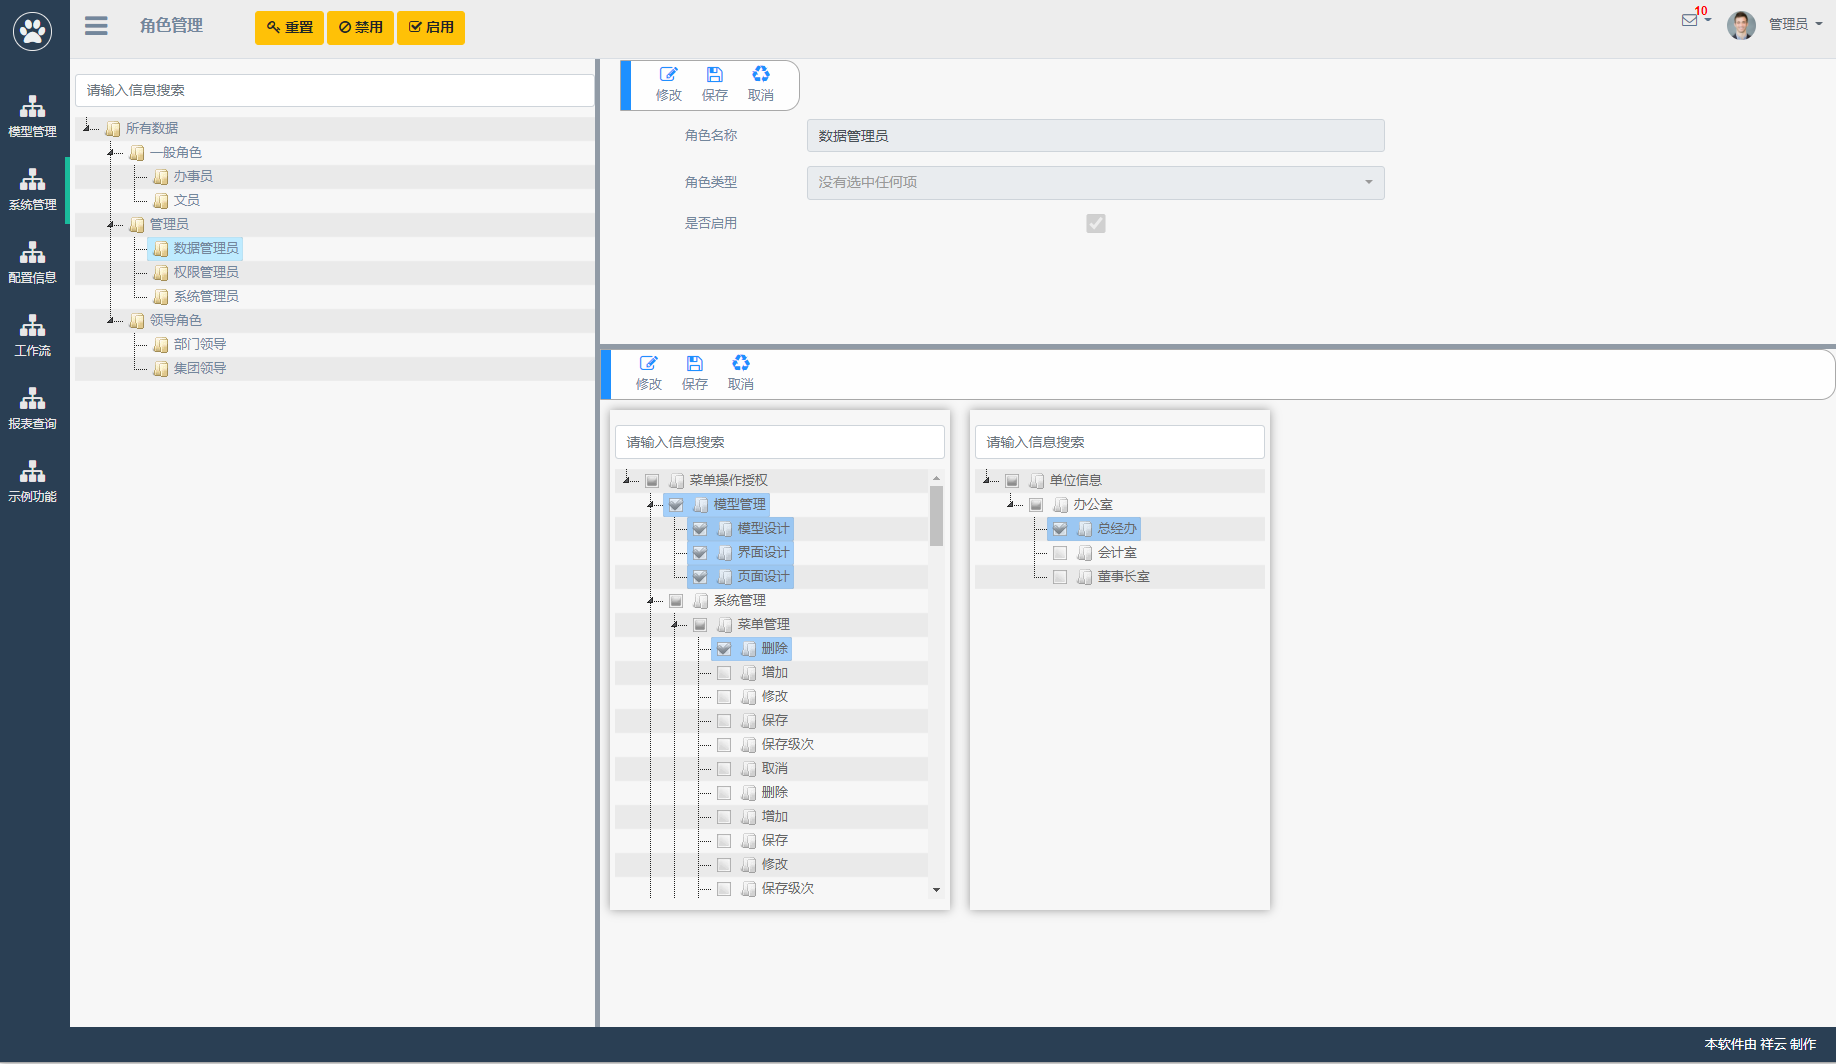 角色管理
重置 禁用 启用
10
管理员
模型管理
系统管理
配置信息
工作流
报表查询
示例功能
请输入信息搜索
所有数据
一般角色
办事员
文员
管理员
数据管理员
权限管理员
系统管理员
领导角色
部门领导
集团领导
修改 保存 取消
角色名称 数据管理员
角色类型 没有选中任何项
是否启用
修改 保存 取消
请输入信息搜索
菜单操作授权
模型管理
模型设计
界面设计
页面设计
系统管理
菜单管理
删除
增加
修改
保存
保存级次
取消
删除
增加
保存
修改
保存级次
请输入信息搜索
单位信息
办公室
总经办
会计室
董事长室
本软件由 祥云 制作